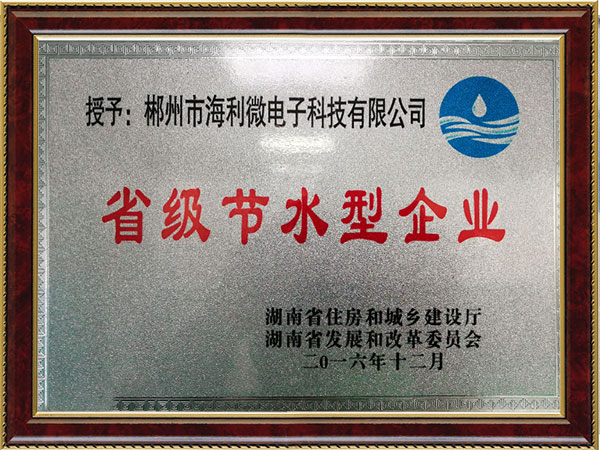 授予：郴州市海利微电子科技有限公司
省级节水型企业
湖南省住房和城乡建设厅
湖南省发展和改革委员会
二0一六年十二月